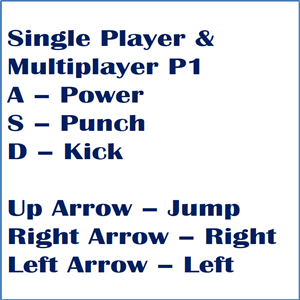 Single Player &
Multiplayer P1
A – Power
S – Punch
D – Kick
Up Arrow – Jump
Right Arrow – Right
Left Arrow – Left